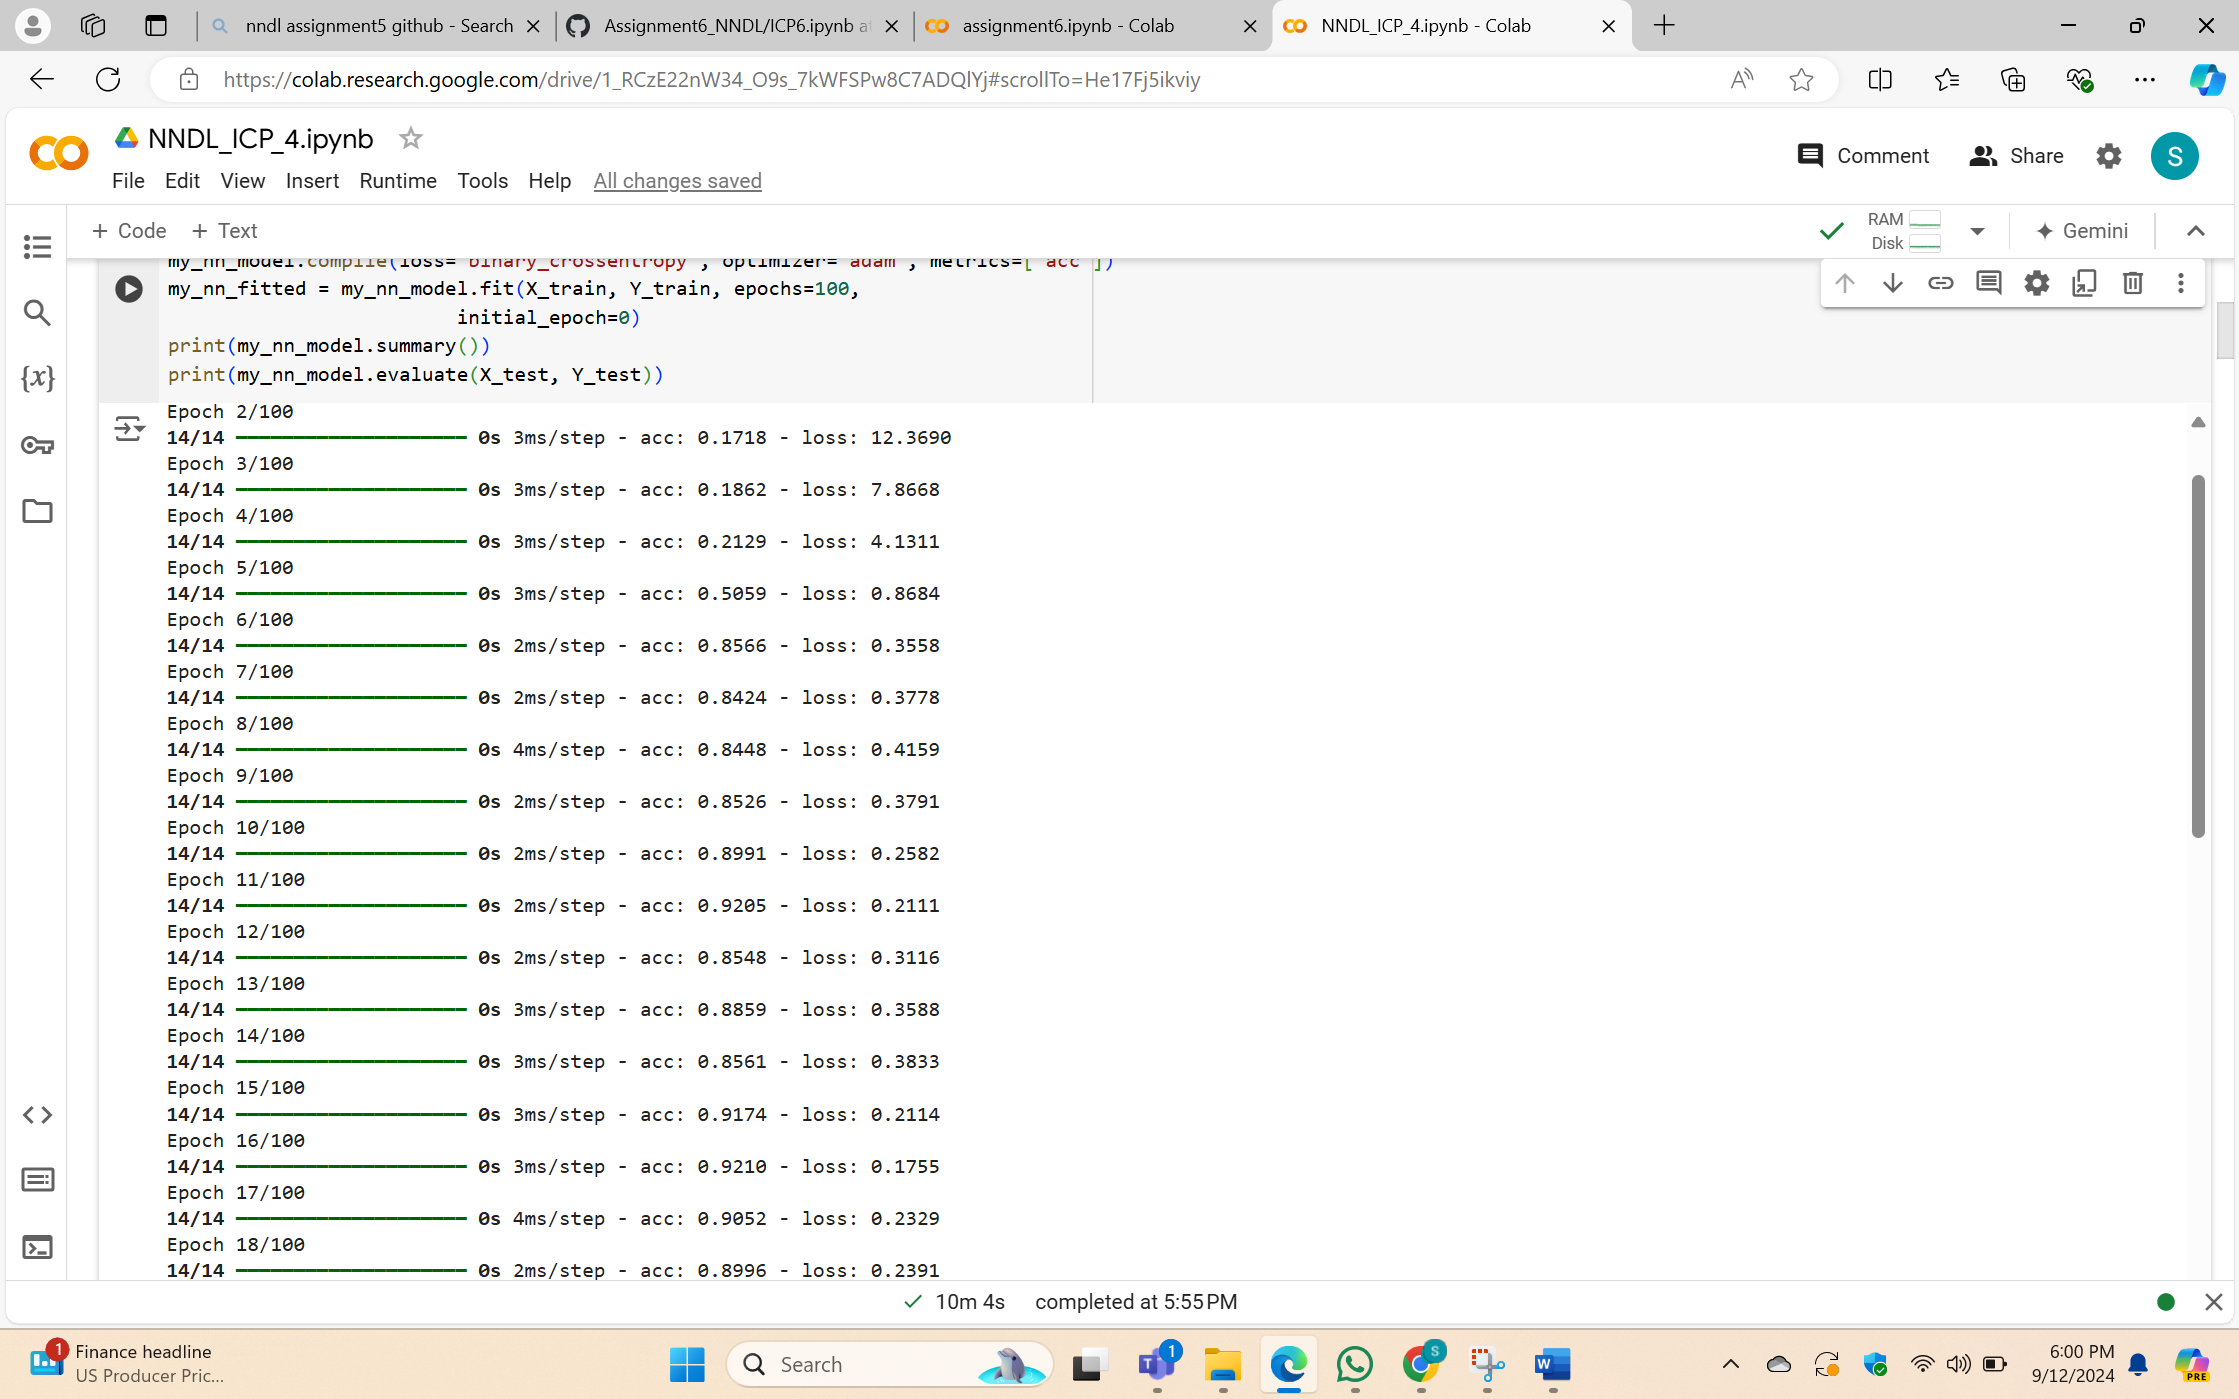 nndl assignment5 github - Search
Assignment6_NNDL/ICP6.ipynb at
assignment6.ipynb - Colab
NNDL_ICP_4.ipynb - Colab
https://colab.research.google.com/drive/1_RCzE22nW34_O9s_7kWFSPw8C7ADQlYj#scrollTo=He17Fj5ikviy
NNDL_ICP_4.ipynb
File Edit View Insert Runtime Tools Help All changes saved
Comment Share S
+ Code + Text
RAM
Disk
Gemini
my_nn_model.compile(loss='binary_crossentropy', optimizer='adam', metrics=['acc'])
my_nn_fitted = my_nn_model.fit(X_train, Y_train, epochs=100,
initial_epoch=0)
print(my_nn_model.summary())
print(my_nn_model.evaluate(X_test, Y_test))
Epoch 2/100
14/14 0s 3ms/step - acc: 0.1718 - loss: 12.3690
Epoch 3/100
14/14 0s 3ms/step - acc: 0.1862 - loss: 7.8668
Epoch 4/100
14/14 0s 3ms/step - acc: 0.2129 - loss: 4.1311
Epoch 5/100
14/14 0s 3ms/step - acc: 0.5059 - loss: 0.8684
Epoch 6/100
14/14 0s 2ms/step - acc: 0.8566 - loss: 0.3558
Epoch 7/100
14/14 0s 2ms/step - acc: 0.8424 - loss: 0.3778
Epoch 8/100
14/14 0s 4ms/step - acc: 0.8448 - loss: 0.4159
Epoch 9/100
14/14 0s 2ms/step - acc: 0.8526 - loss: 0.3791
Epoch 10/100
14/14 0s 2ms/step - acc: 0.8991 - loss: 0.2582
Epoch 11/100
14/14 0s 2ms/step - acc: 0.9205 - loss: 0.2111
Epoch 12/100
14/14 0s 2ms/step - acc: 0.8548 - loss: 0.3116
Epoch 13/100
14/14 0s 3ms/step - acc: 0.8859 - loss: 0.3588
Epoch 14/100
14/14 0s 3ms/step - acc: 0.8561 - loss: 0.3833
Epoch 15/100
14/14 0s 3ms/step - acc: 0.9174 - loss: 0.2114
Epoch 16/100
14/14 0s 3ms/step - acc: 0.9210 - loss: 0.1755
Epoch 17/100
14/14 0s 4ms/step - acc: 0.9052 - loss: 0.2329
Epoch 18/100
14/14 0s 2ms/step - acc: 0.8996 - loss: 0.2391
10m 4s completed at 5:55 PM
1
Finance headline
US Producer Pric...
Search
1
S
6:00 PM
9/12/2024
PRE